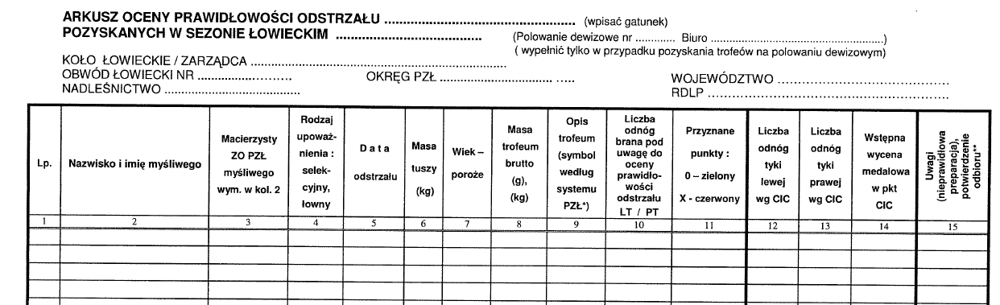 ARKUSZ OCENY PRAWIDŁOWOŚCI ODSTRZAŁU ........................................ (wpisać gatunek)
POZYSKANYCH W SEZONIE ŁOWIECKIM ............................... (Polowanie dewizowe nr ............. Biuro ...........................................)
( wypełnić tylko w przypadku pozyskania trofeów na polowaniu dewizowym)
KOŁO ŁOWIECKIE / ZARZĄDCA .....................................................................
OBWÓD ŁOWIECKI NR ........................ OKRĘG PZŁ .................................. WOJEWÓDZTWO ............................................
NADLEŚNICTWO .................................. RDLP ...........................................................
Lp.
Nazwisko i imię myśliwego
Macierzysty
ZO PZŁ
myśliwego
wym. w kol. 2
Rodzaj
upoważ-
nienia :
selek-
cyjny,
łowny
Data
odstrzału
Masa
tuszy
(kg)
Wiek –
poroże
Masa
trofeum
brutto
(g),
(kg)
Opis
trofeum
(symbol
według
systemu
PZŁ*)
Liczba
odnóg
brana pod
uwagę do
oceny
prawidło-
wości
odstrzału
LT / PT
Przyznane
punkty :
0 – zielony
X - czerwony
Liczba
odnóg
tyki
lewej
wg CIC
Liczba
odnóg
tyki
prawej
wg CIC
Wstępna
wycena
medalowa
w pkt
CIC
Uwagi
(nieprawidłowa
preparacja),
potwierdzenie
odbioru**
1 2 3 4 5 6 7 8 9 10 11 12 13 14 15